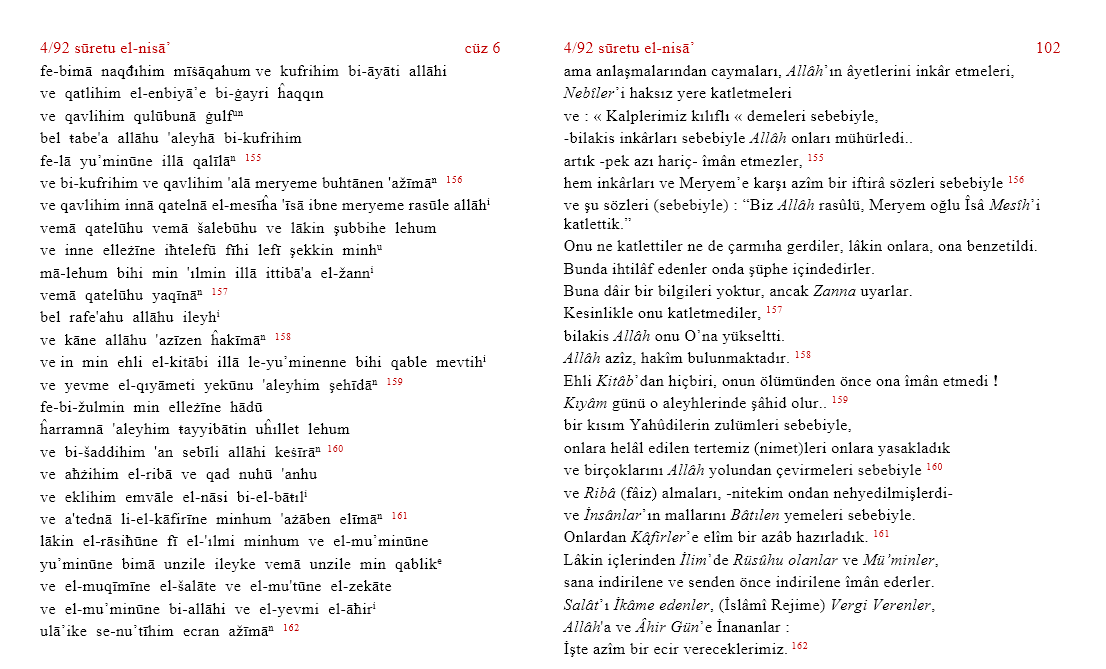 4/92 sūretu el-nisā’ cüz 6
fe-bimā naqđıhim mīśāqahum ve kufrihim bi-āyāti allāhi
ve qatlihim el-enbiyā’e bi-ġayri ĥaqqın
ve qavlihim qulūbunā ġulfᵘⁿ
bel ŧabe'a allāhu 'aleyhā bi-kufrihim
fe-lā yu’minūne illā qalīlāⁿ 155
ve bi-kufrihim ve qavlihim 'alā meryeme buhtānen 'ažīmāⁿ 156
ve qavlihim innā qatelnā el-mesīĥa 'īsā ibne meryeme rasūle allāhⁱ
vemā qatelūhu vemā šalebūhu ve lākin şubbihe lehum
ve inne elleżīne iħtelefū fīhi lefī şekkin minhᵘ
mā-lehum bihi min 'ılmin illā ittibā'a el-žannⁱ
vemā qatelūhu yaqīnāⁿ 157
bel rafe'ahu allāhu ileyhⁱ
ve kāne allāhu 'azīzen ĥakīmāⁿ 158
ve in min ehli el-kitābi illā le-yu’minenne bihi qable mevtihⁱ
ve yevme el-qıyāmeti yekūnu 'aleyhim şehīdāⁿ 159
fe-bi-žulmin min elleżīne hādū
ĥarramnā 'aleyhim ŧayyibātin uĥıllet lehum
ve bi-šaddihim 'an sebīli allāhi keśīrāⁿ 160
ve aħżihim el-ribā ve qad nuhū 'anhu
ve eklihim emvāle el-nāsi bi-el-bāŧılⁱ
ve a'tednā li-el-kāfirīne minhum 'ażāben elīmāⁿ 161
lākin el-rāsiħūne fī el-'ılmi minhum ve el-mu’minūne
yu’minūne bimā unzile ileyke vemā unzile min qablikᵉ
ve el-muqīmīne el-šalāte ve el-mu'tūne el-zekāte
ve el-mu’minūne bi-allāhi ve el-yevmi el-āħirⁱ
ulā’ike se-nu’tīhim ecran ažīmāⁿ 162
4/92 sūretu el-nisā’ 102
ama anlaşmalarından caymaları, Allâh’ın âyetlerini inkâr etmeleri,
Nebîler’i haksız yere katletmeleri
ve : « Kalplerimiz kılıflı « demeleri sebebiyle,
-bilakis inkârları sebebiyle Allâh onları mühürledi..
artık -pek azı hariç- îmân etmezler, 155
hem inkârları ve Meryem’e karşı azîm bir iftirâ sözleri sebebiyle 156
ve şu sözleri (sebebiyle) : “Biz Allâh rasûlü, Meryem oğlu Îsâ Mesîh’i
katlettik.”
Onu ne katlettiler ne de çarmıha gerdiler, lâkin onlara, ona benzetildi.
Bunda ihtilâf edenler onda şüphe içindedirler.
Buna dâir bir bilgileri yoktur, ancak Zanna uyarlar.
Kesinlikle onu katletmediler, 157
bilakis Allâh onu O’na yükseltti.
Allâh azîz, hakîm bulunmaktadır. 158
Ehli Kitâb’dan hiçbiri, onun ölümünden önce ona îmân etmedi !
Kıyâm günü o aleyhlerinde şâhid olur.. 159
bir kısım Yahûdilerin zulümleri sebebiyle,
onlara helâl edilen tertemiz (nimet)leri onlara yasakladık
ve birçoklarını Allâh yolundan çevirmeleri sebebiyle 160
ve Ribâ (fâiz) almaları, -nitekim ondan nehyedilmişlerdi-
ve İnsânlar’ın mallarını Bâtılen yemeleri sebebiyle.
Onlardan Kâfirler’e elîm bir azâb hazırladık. 161
Lâkin içlerinden İlim’de Rüsûhu olanlar ve Mü’minler,
sana indirilene ve senden önce indirilene îmân ederler.
Salât’ı İkâme edenler, (İslâmî Rejime) Vergi Verenler,
Allâh'a ve Âhir Gün’e İnananlar :
İşte azîm bir ecir vereceklerimiz. 162